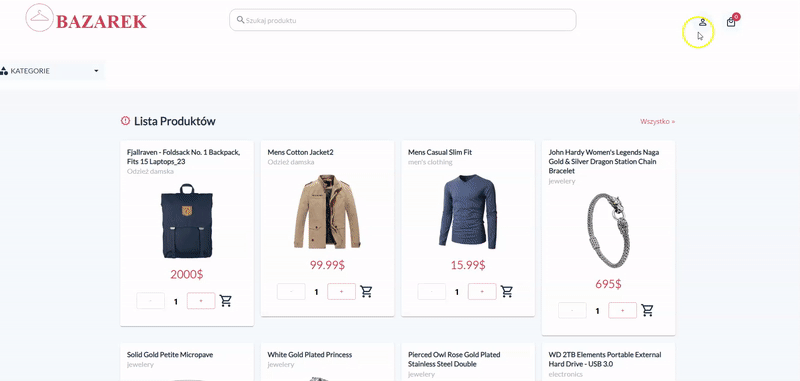 BAZAREK
Szukaj produktu
0
KATEGORIE
Lista Produktów
Wszystko »
Fjallraven - Foldsack No. 1 Backpack,
Fits 15 Laptops_23
Odzież damska
2000$
- 1 +
Mens Cotton Jacket2
Odzież damska
99.99$
- 1 +
Mens Casual Slim Fit
men's clothing
15.99$
- 1 +
John Hardy Women's Legends Naga
Gold & Silver Dragon Station Chain
Bracelet
jewelery
695$
- 1 +
Solid Gold Petite Micropave
jewelery
White Gold Plated Princess
jewelery
Pierced Owl Rose Gold Plated
Stainless Steel Double
jewelery
WD 2TB Elements Portable External
Hard Drive - USB 3.0
electronics